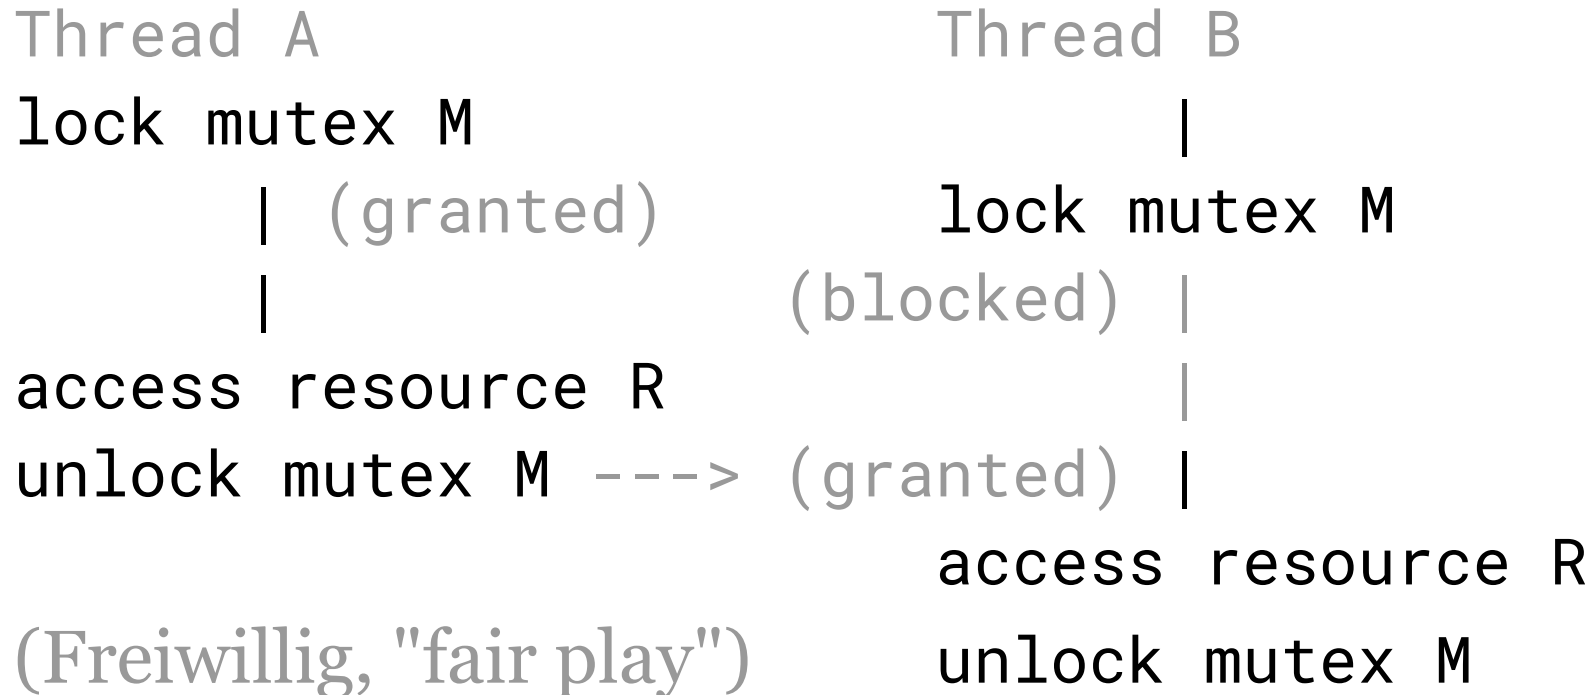 Thread A                        Thread B
lock mutex M                            |
        | (granted)             lock mutex M
        |                  (blocked) |
access resource R                       |
unlock mutex M ---> (granted) |
                                access resource R
(Freiwillig, "fair play")       unlock mutex M